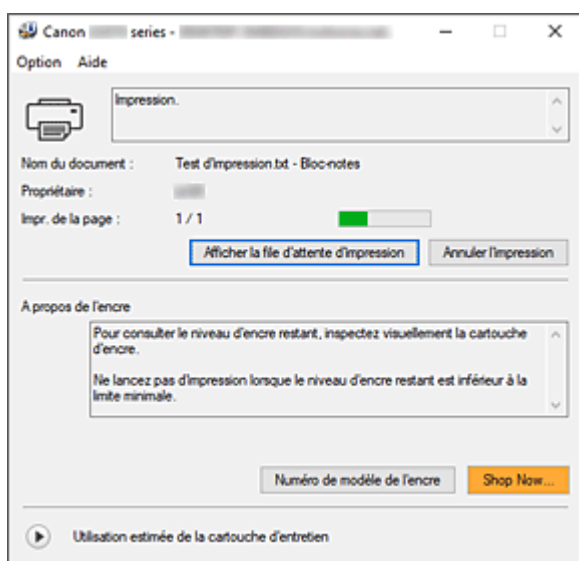 Canon series -
Option Aide
Impression.
Nom du document : Test d'impression.txt - Bloc-notes
Propriétaire :
Impr. de la page : 1 / 1
Afficher la file d'attente d'impression Annuler l'impression
A propos de l'encre
Pour consulter le niveau d'encre restant, inspectez visuellement la cartouche
d'encre.
Ne lancez pas d'impression lorsque le niveau d'encre restant est inférieur à la
limite minimale.
Numéro de modèle de l'encre Shop Now...
Utilisation estimée de la cartouche d'entretien